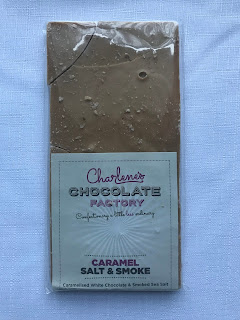 Charlene's
CHOCOLATE
FACTORY
Confectionery a little less ordinary
CARAMEL
SALT & SMOKE
Caramelised White Chocolate & Smoked Sea Salt